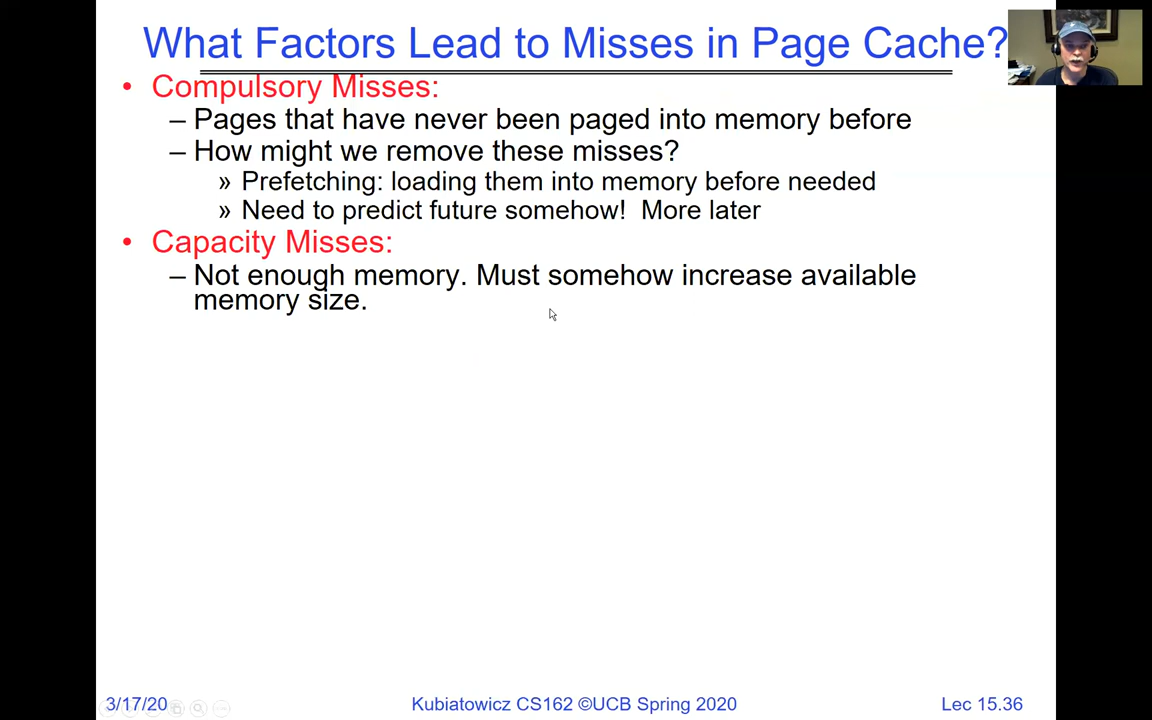 What Factors Lead to Misses in Page Cache?
• Compulsory Misses:
– Pages that have never been paged into memory before
– How might we remove these misses?
» Prefetching: loading them into memory before needed
» Need to predict future somehow! More later
• Capacity Misses:
– Not enough memory. Must somehow increase available
memory size.
3/17/20
Kubiatowicz CS162 ©UCB Spring 2020
Lec 15.36